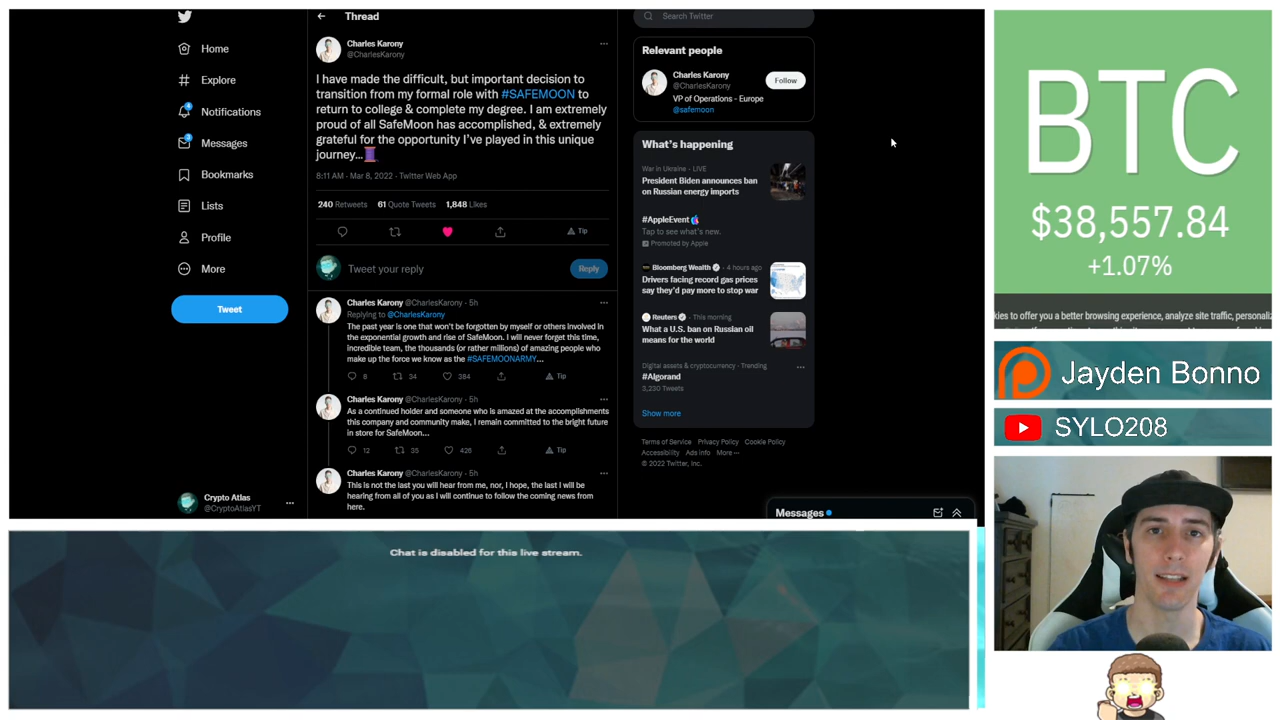 Home
Explore
4
Notifications
2
Messages
Bookmarks
Lists
Profile
More
Tweet
Crypto Atlas
@CryptoAtlasYT
Thread
Charles Karony
@CharlesKarony
I have made the difficult, but important decision to
transition from my formal role with #SAFEMOON to
return to college & complete my degree. I am extremely
proud of all SafeMoon has accomplished, & extremely
grateful for the opportunity I've played in this unique
journey...
8:11 AM · Mar 8, 2022 · Twitter Web App
240 Retweets 61 Quote Tweets 1,848 Likes
Tip
Tweet your reply
Reply
Charles Karony @CharlesKarony · 5h
Replying to @CharlesKarony
The past year is one that won't be forgotten by myself or others involved in
the exponential growth and rise of SafeMoon. I will never forget this time,
incredible team, the thousands (or rather millions) of amazing people who
make up the force we know as the #SAFEMOONARMY...
8 34 384 Tip
Charles Karony @CharlesKarony · 5h
As a continued holder and someone who is amazed at the accomplishments
this company and community make, I remain committed to the bright future
in store for SafeMoon...
12 35 426 Tip
Charles Karony @CharlesKarony · 5h
This is not the last you will hear from me, nor, I hope, the last I will be
hearing from all of you as I will continue to follow the coming news from
here.
Search Twitter
Relevant people
Charles Karony
@CharlesKarony
Follow
VP of Operations - Europe
@safemoon
What's happening
War in Ukraine · LIVE
President Biden announces ban
on Russian energy imports
#AppleEvent
Tap to see what's new.
Promoted by Apple
Bloomberg Wealth · 4 hours ago
Drivers facing record gas prices
say they'd pay more to stop war
Reuters · This morning
What a U.S. ban on Russian oil
means for the world
Digital assets & cryptocurrency · Trending
#Algorand
3,230 Tweets
Show more
Terms of Service Privacy Policy Cookie Policy
Accessibility Ads info More ···
© 2022 Twitter, Inc.
Messages
Chat is disabled for this live stream.
BTC
$38,557.84
+1.07%
kies to offer you a better browsing experience, analyze site traffic, personaliz
Jayden Bonno
SYLO208